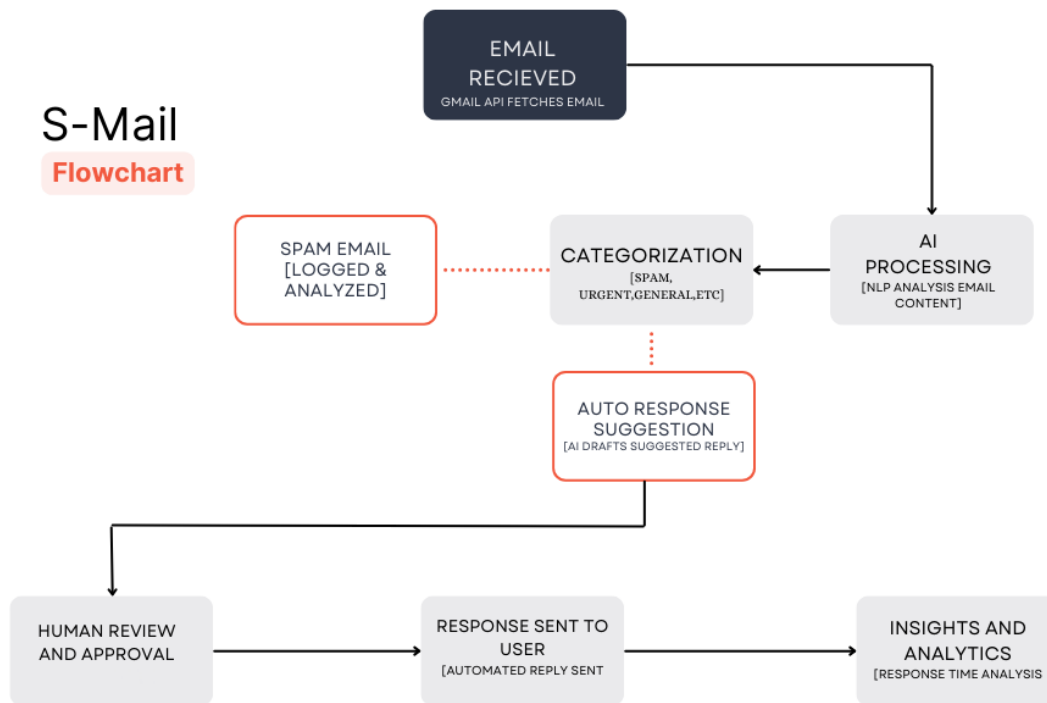 EMAIL
RECIEVED
GMAIL API FETCHES EMAIL
S-Mail
Flowchart
SPAM EMAIL
[LOGGED &
ANALYZED]
CATEGORIZATION
[SPAM,
URGENT,GENERAL,ETC]
AI
PROCESSING
[NLP ANALYSIS EMAIL
CONTENT]
AUTO RESPONSE
SUGGESTION
[AI DRAFTS SUGGESTED REPLY]
HUMAN REVIEW
AND APPROVAL
RESPONSE SENT TO
USER
[AUTOMATED REPLY SENT
INSIGHTS AND
ANALYTICS
[RESPONSE TIME ANALYSIS